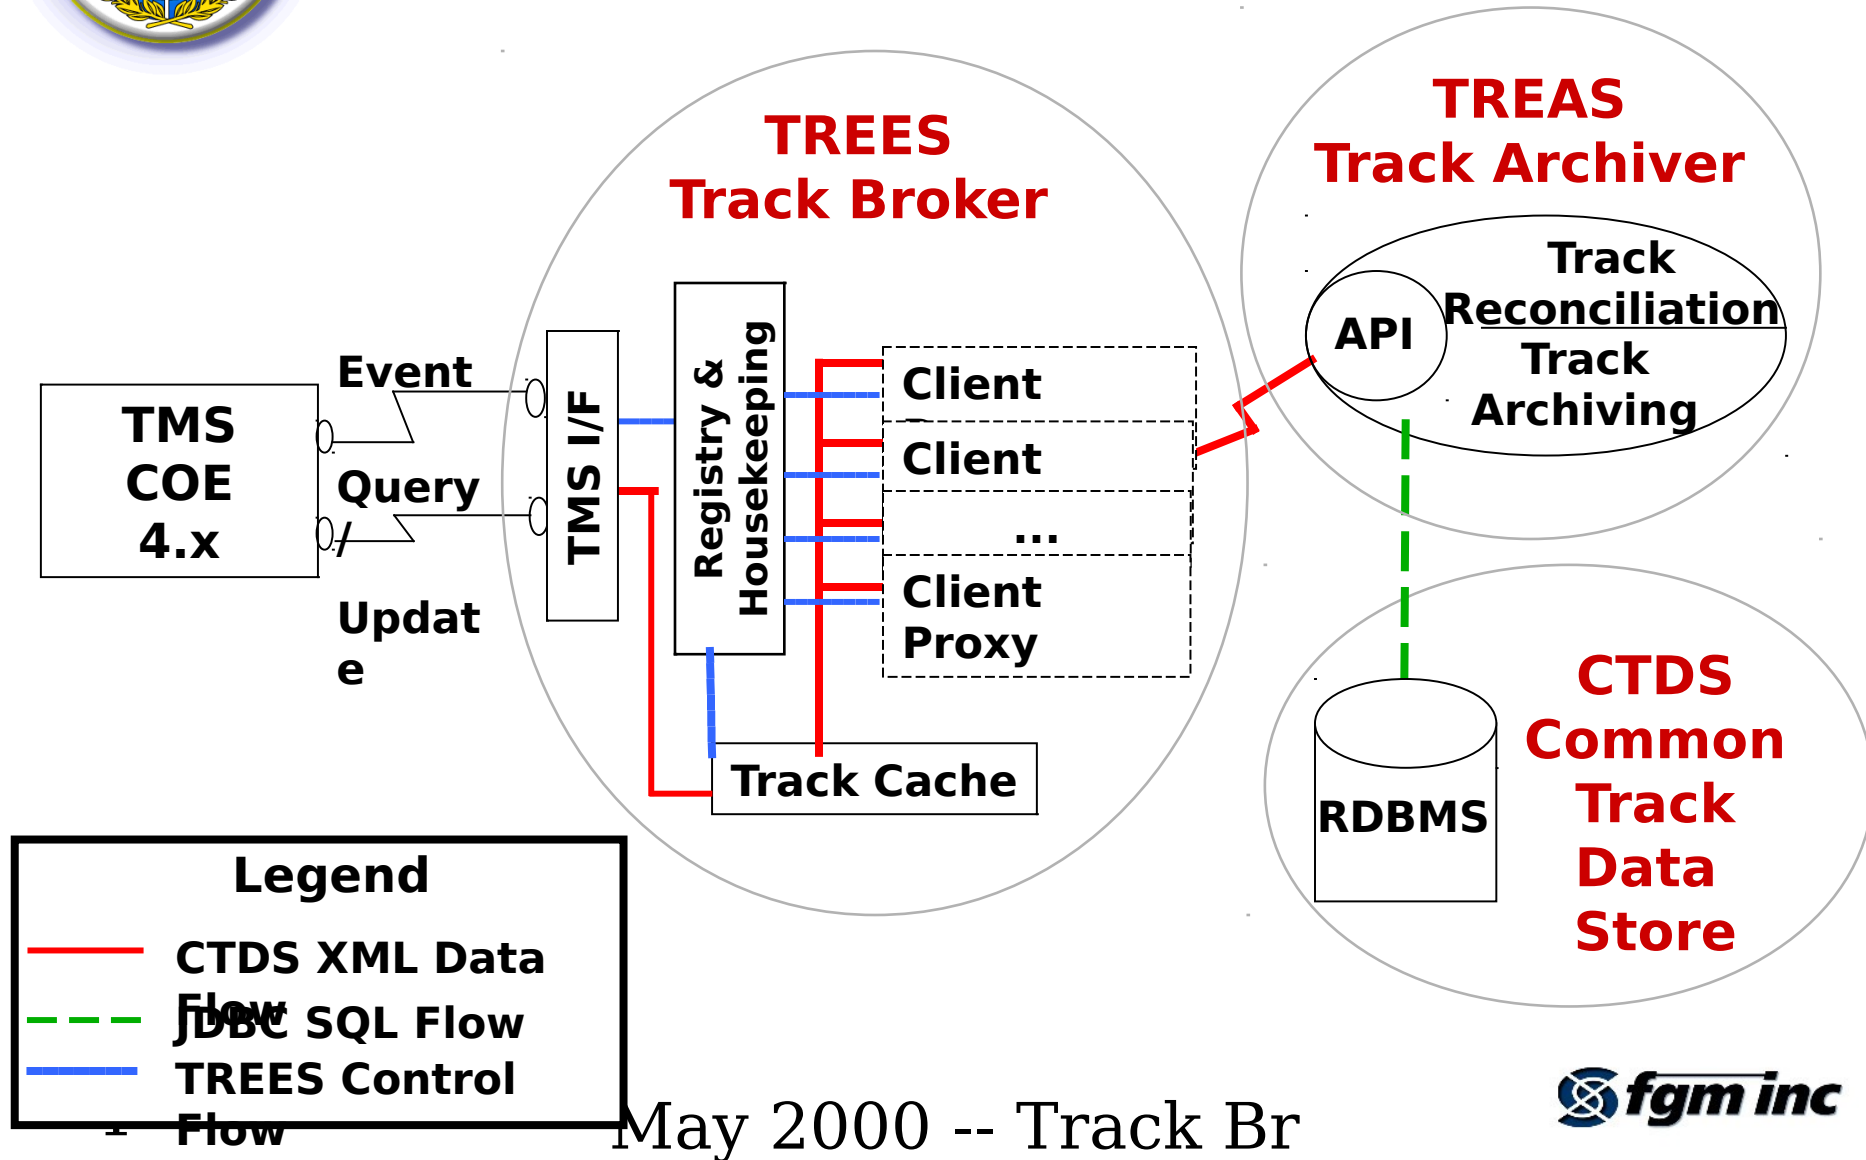 TREES
Track Broker
TREAS
Track Archiver
Track
Reconciliation
Track
Archiving
API
Event
Query
/
Updat
e
TMS
COE
4.x
TMS I/F
Registry &
Housekeeping
Client
Client
...
Client
Proxy
Track Cache
CTDS
Common
Track
Data
Store
RDBMS
Legend
CTDS XML Data
Flow
JDBC SQL Flow
TREES Control
Flow
May 2000 -- Track Br
fgm inc